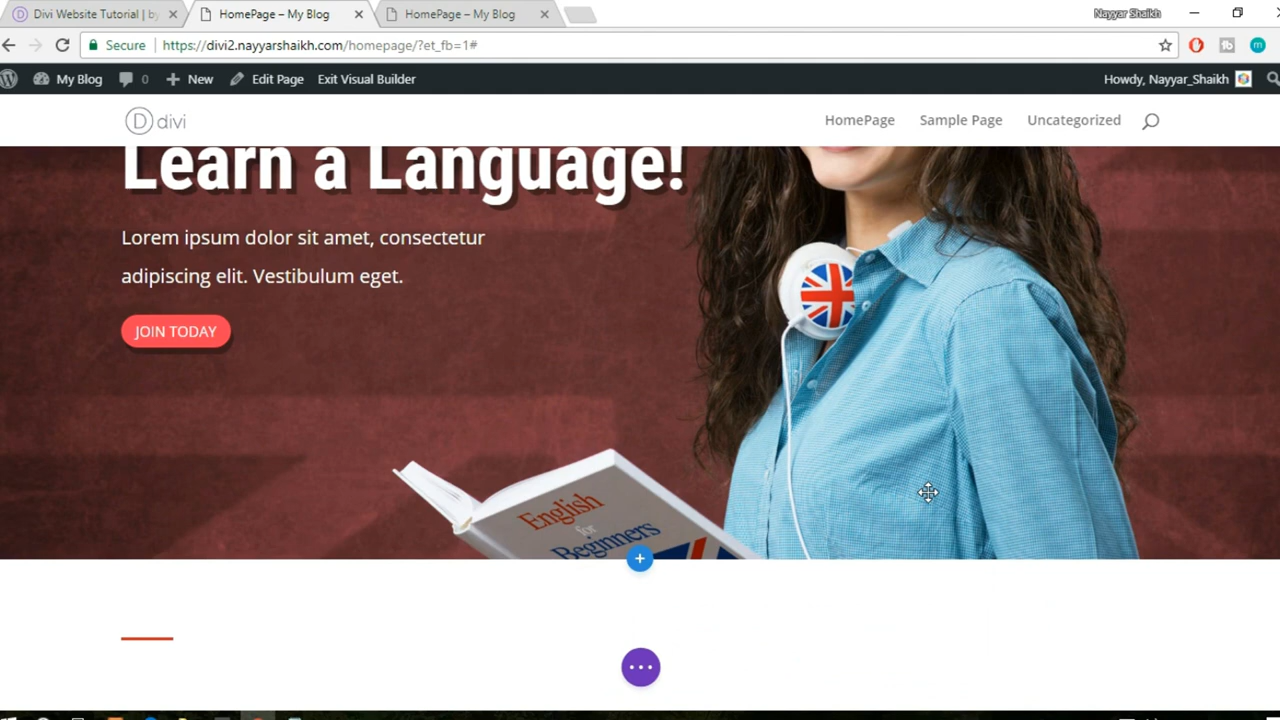 Divi Website Tutorial | by
HomePage – My Blog
HomePage – My Blog
Nayyar Shaikh
Secure
https://divi2.nayyarshaikh.com/homepage/?et_fb=1#
My Blog
0
New
Edit Page
Exit Visual Builder
Howdy, Nayyar_Shaikh
D divi
HomePage
Sample Page
Uncategorized
Learn a Language!
Lorem ipsum dolor sit amet, consectetur
adipiscing elit. Vestibulum eget.
JOIN TODAY
English
for
Beginners